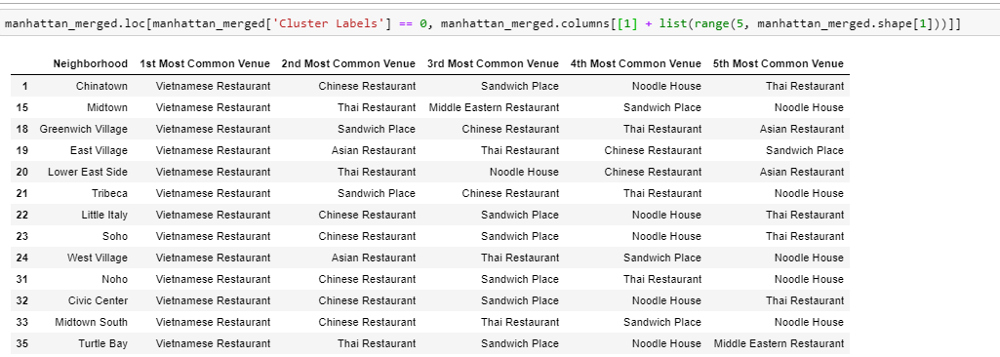 manhattan_merged.loc[manhattan_merged['Cluster Labels'] == 0, manhattan_merged.columns[[1] + list(range(5, manhattan_merged.shape[1]))]]
Neighborhood 1st Most Common Venue 2nd Most Common Venue 3rd Most Common Venue 4th Most Common Venue 5th Most Common Venue
1 Chinatown Vietnamese Restaurant Chinese Restaurant Sandwich Place Noodle House Thai Restaurant
15 Midtown Vietnamese Restaurant Thai Restaurant Middle Eastern Restaurant Sandwich Place Noodle House
18 Greenwich Village Vietnamese Restaurant Sandwich Place Chinese Restaurant Thai Restaurant Asian Restaurant
19 East Village Vietnamese Restaurant Asian Restaurant Thai Restaurant Chinese Restaurant Sandwich Place
20 Lower East Side Vietnamese Restaurant Thai Restaurant Noodle House Chinese Restaurant Asian Restaurant
21 Tribeca Vietnamese Restaurant Sandwich Place Chinese Restaurant Thai Restaurant Noodle House
22 Little Italy Vietnamese Restaurant Chinese Restaurant Sandwich Place Noodle House Thai Restaurant
23 Soho Vietnamese Restaurant Chinese Restaurant Sandwich Place Noodle House Thai Restaurant
24 West Village Vietnamese Restaurant Asian Restaurant Thai Restaurant Sandwich Place Noodle House
31 Noho Vietnamese Restaurant Chinese Restaurant Sandwich Place Thai Restaurant Noodle House
32 Civic Center Vietnamese Restaurant Chinese Restaurant Sandwich Place Noodle House Thai Restaurant
33 Midtown South Vietnamese Restaurant Chinese Restaurant Thai Restaurant Sandwich Place Noodle House
35 Turtle Bay Vietnamese Restaurant Thai Restaurant Sandwich Place Noodle House Middle Eastern Restaurant